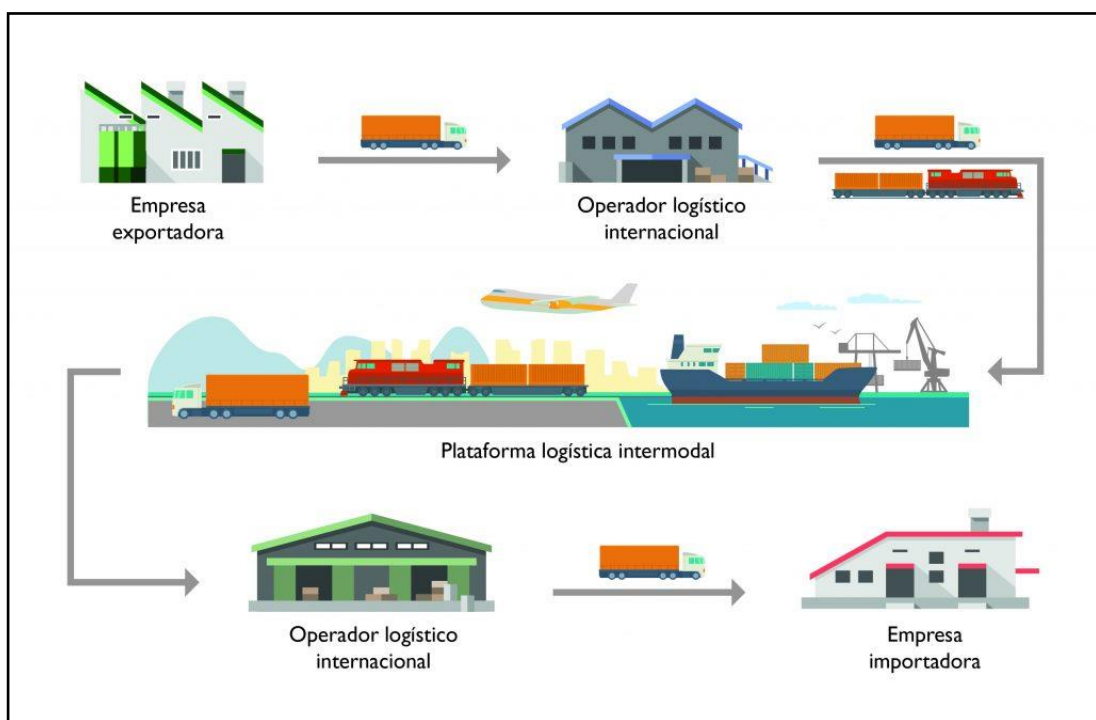 Empresa
exportadora
Operador logístico
internacional
Plataforma logística intermodal
Operador logístico
internacional
Empresa
importadora